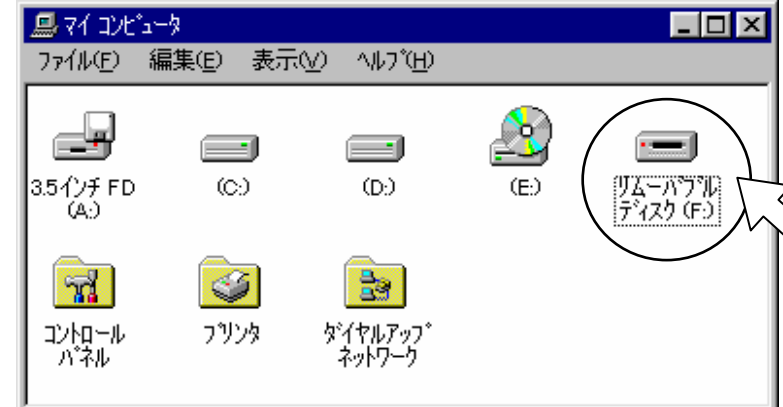 マイ コンピュータ
ファイル(F) 編集(E) 表示(V) ヘルプ(H)
3.5インチ FD
(A:)
(C:)
(D:)
(E:)
リムーバブル
ディスク (F:)
コントロール
パネル
プリンタ
ダイヤルアップ
ネットワーク